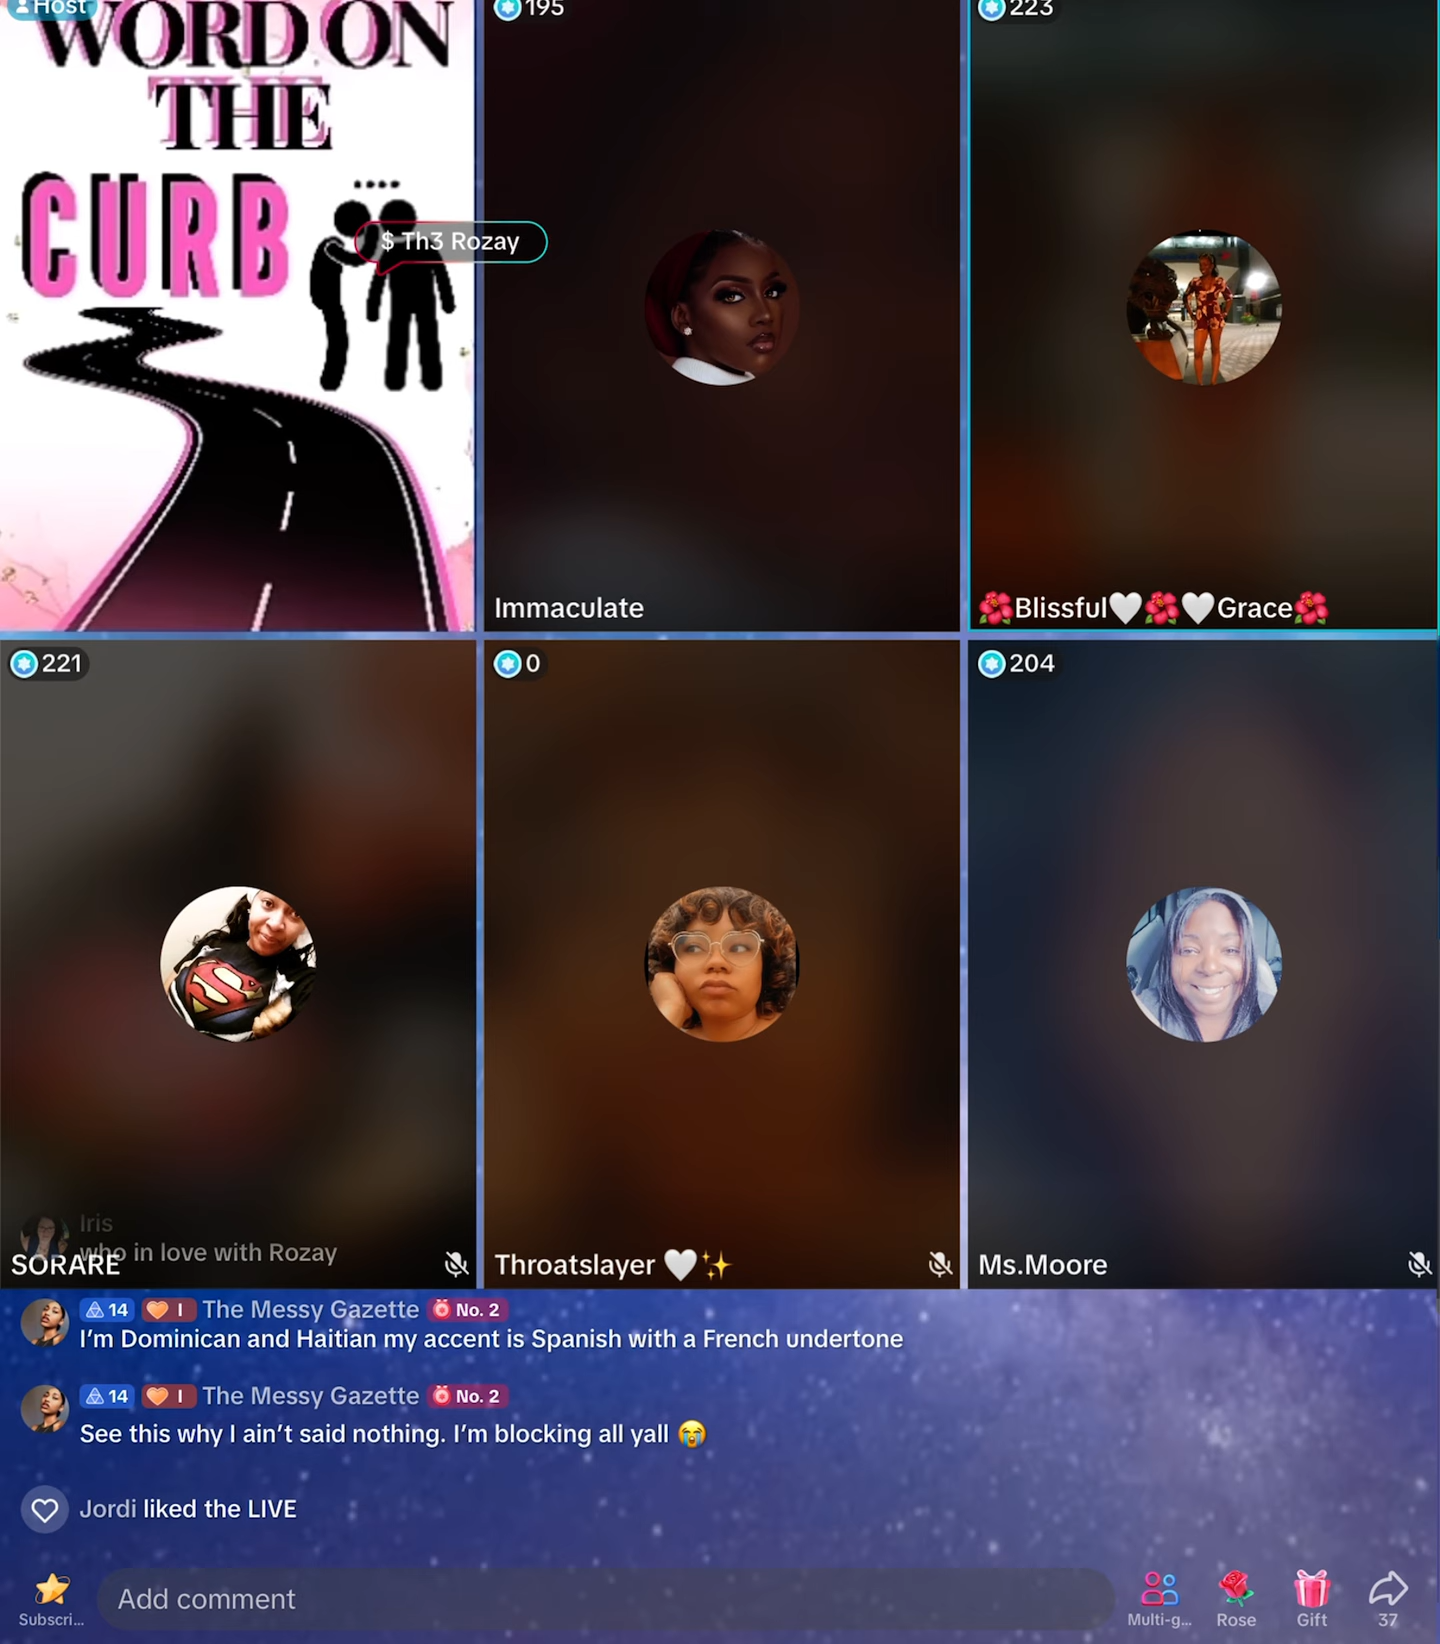 Host
WORD ON
THE
CURB
$ Th3 Rozay
195
Immaculate
223
🌺Blissful🤍🌺🤍Grace🌺
221
Iris
who in love with Rozay
SORARE
0
Throatslayer 🤍✨
204
Ms.Moore
14 I The Messy Gazette No. 2
I'm Dominican and Haitian my accent is Spanish with a French undertone
14 I The Messy Gazette No. 2
See this why I ain't said nothing. I'm blocking all yall 😭
Jordi liked the LIVE
Subscri...
Add comment
Multi-g...
Rose
Gift
37